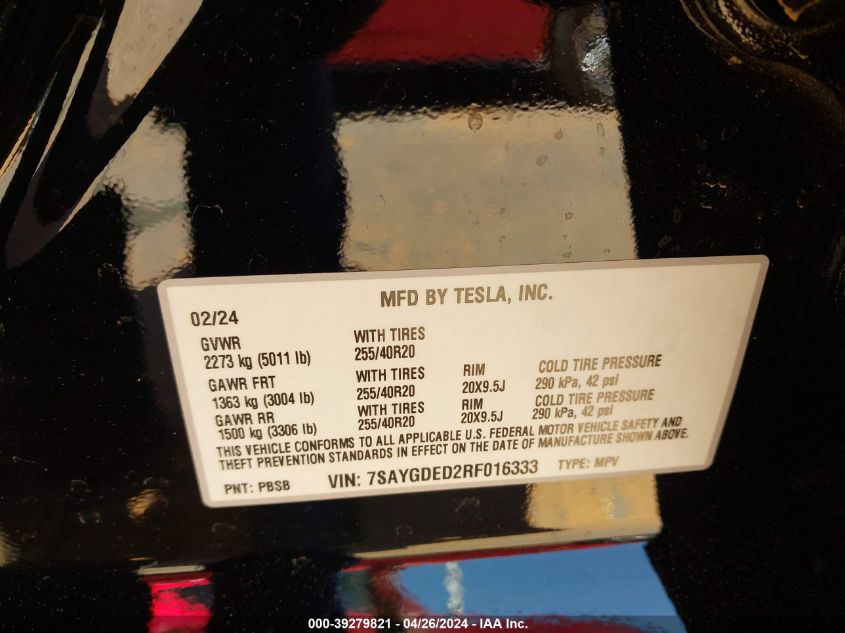 MFD BY TESLA, INC.
02/24
GVWR WITH TIRES
2273 kg (5011 lb) 255/40R20
GAWR FRT WITH TIRES RIM COLD TIRE PRESSURE
1363 kg (3004 lb) 255/40R20 20X9.5J 290 kPa, 42 psi
GAWR RR WITH TIRES RIM COLD TIRE PRESSURE
1500 kg (3306 lb) 255/40R20 20X9.5J 290 kPa, 42 psi
THIS VEHICLE CONFORMS TO ALL APPLICABLE U.S. FEDERAL MOTOR VEHICLE SAFETY AND
THEFT PREVENTION STANDARDS IN EFFECT ON THE DATE OF MANUFACTURE SHOWN ABOVE.
PNT: PBSB VIN: 7SAYGDED2RF016333 TYPE: MPV
000-39279821 - 04/26/2024 - IAA Inc.